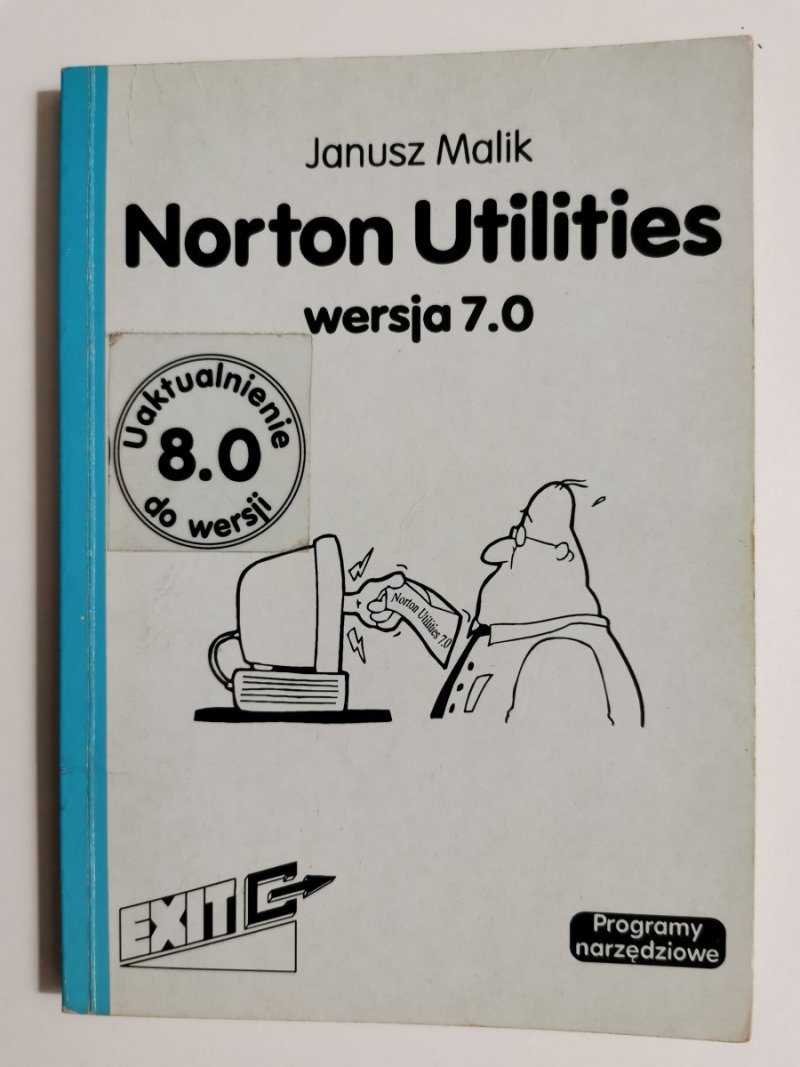 Janusz Malik
Norton Utilities
wersja 7.0
Uaktualnienie
8.0
do wersji
Norton Utilities 7.0
EXIT
Programy
narzędziowe